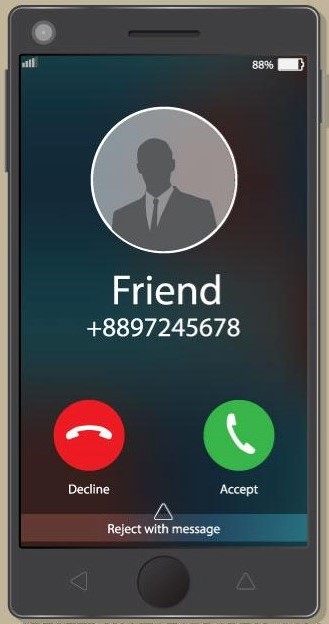 88%
Friend
+8897245678
Decline
Accept
Reject with message